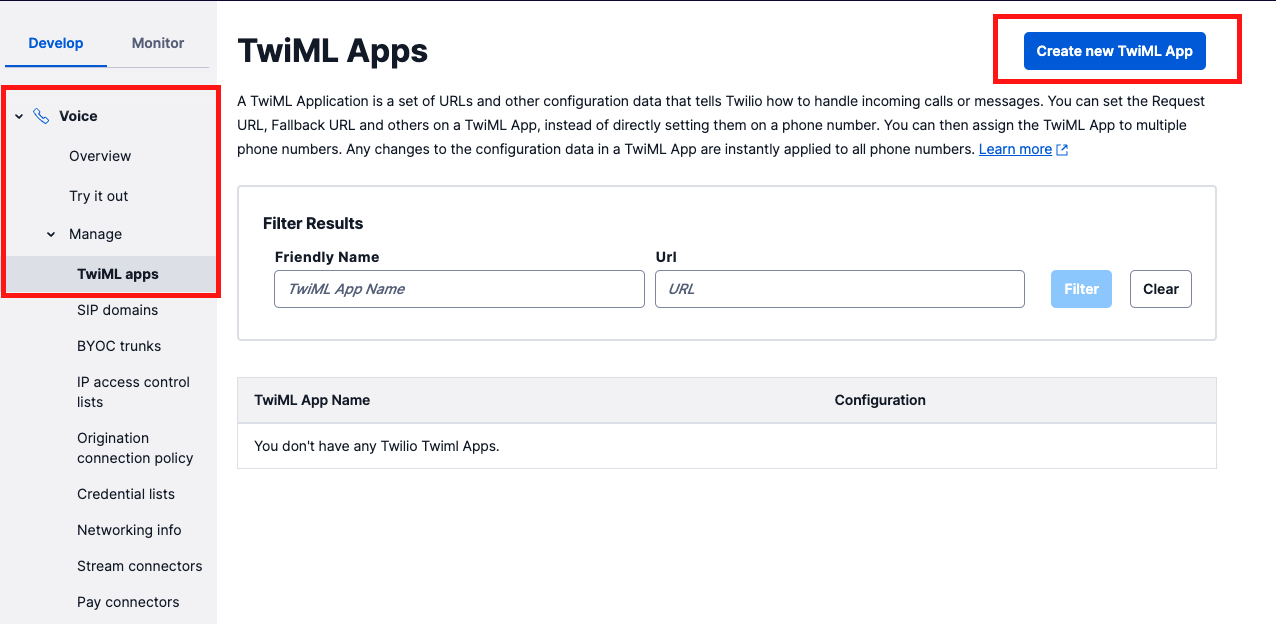 Develop
Monitor
Voice
Overview
Try it out
Manage
TwiML apps
SIP domains
BYOC trunks
IP access control
lists
Origination
connection policy
Credential lists
Networking info
Stream connectors
Pay connectors
TwiML Apps
Create new TwiML App
A TwiML Application is a set of URLs and other configuration data that tells Twilio how to handle incoming calls or messages. You can set the Request
URL, Fallback URL and others on a TwiML App, instead of directly setting them on a phone number. You can then assign the TwiML App to multiple
phone numbers. Any changes to the configuration data in a TwiML App are instantly applied to all phone numbers. Learn more
Filter Results
Friendly Name
Url
TwiML App Name
URL
Filter
Clear
TwiML App Name
Configuration
You don't have any Twilio Twiml Apps.